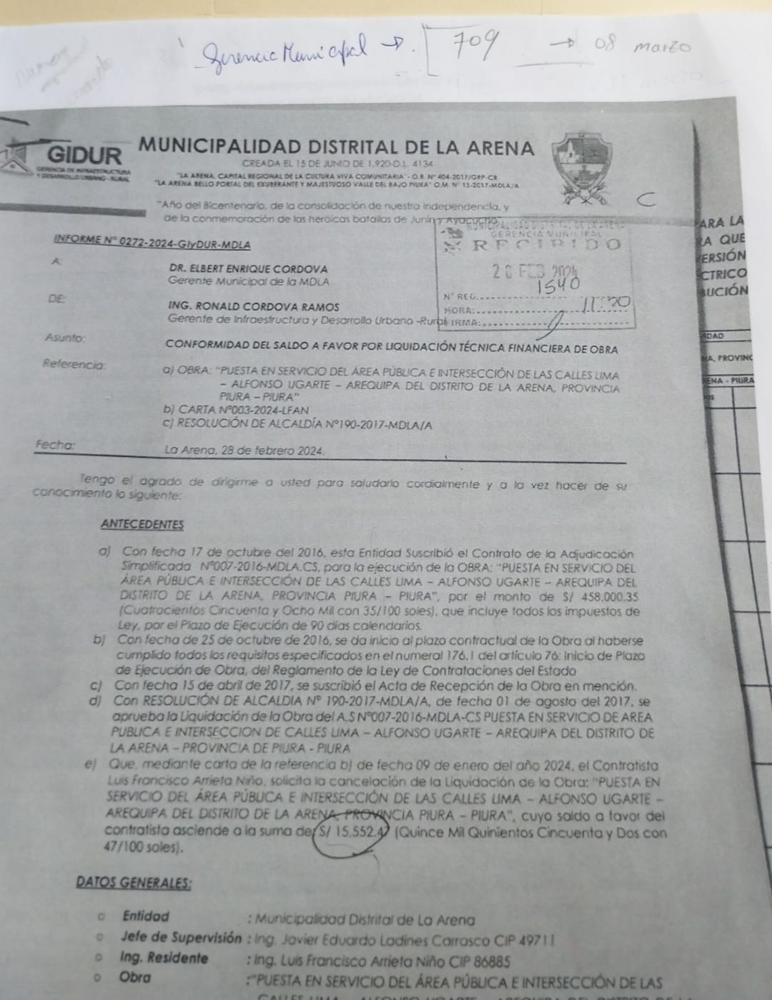 Gerencia Municipal → 709 → 08 marzo
GIDUR
GERENCIA DE INFRAESTRUCTURA
Y DESARROLLO URBANO - RURAL
MUNICIPALIDAD DISTRITAL DE LA ARENA
CREADA EL 15 DE JUNIO DE 1,920-D.L. 4134
"LA ARENA, CAPITAL REGIONAL DE LA CULTURA VIVA COMUNITARIA" - O.R. N° 404-2017/GRP-CR
"LA ARENA BELLO PORTAL DEL EXUBERANTE Y MAJESTUOSO VALLE DEL BAJO PIURA" O.M. N° 13-2017-MDLA/A
C
"Año del Bicentenario, de la consolidación de nuestra Independencia, y
de la conmemoración de las heroicas batallas de Junín y Ayacucho"
MUNICIPALIDAD DISTRITAL DE LA ARENA
GERENCIA MUNICIPAL
RECIBIDO
FEB 2024
1540
N° REG.
HORA:
FIRMA:
INFORME N° 0272-2024-GIyDUR-MDLA
A: DR. ELBERT ENRIQUE CORDOVA
Gerente Municipal de la MDLA
DE: ING. RONALD CORDOVA RAMOS
Gerente de Infraestructura y Desarrollo Urbano -Rural
Asunto: CONFORMIDAD DEL SALDO A FAVOR POR LIQUIDACIÓN TÉCNICA FINANCIERA DE OBRA
Referencia: a) OBRA: "PUESTA EN SERVICIO DEL ÁREA PÚBLICA E INTERSECCIÓN DE LAS CALLES LIMA
– ALFONSO UGARTE – AREQUIPA DEL DISTRITO DE LA ARENA, PROVINCIA
PIURA – PIURA"
b) CARTA N°003-2024-LFAN
c) RESOLUCIÓN DE ALCALDÍA N°190-2017-MDLA/A
Fecha: La Arena, 28 de febrero 2024.
Tengo el agrado de dirigirme a usted para saludarlo cordialmente y a la vez hacer de su
conocimiento lo siguiente:
ANTECEDENTES
a) Con fecha 17 de octubre del 2016, esta Entidad Suscribió el Contrato de la Adjudicación
Simplificada N°007-2016-MDLA.CS, para la ejecución de la OBRA: "PUESTA EN SERVICIO DEL
ÁREA PÚBLICA E INTERSECCIÓN DE LAS CALLES LIMA – ALFONSO UGARTE – AREQUIPA DEL
DISTRITO DE LA ARENA, PROVINCIA PIURA – PIURA", por el monto de S/ 458,000.35
(Cuatrocientos Cincuenta y Ocho Mil con 35/100 soles), que incluye todos los impuestos de
Ley, por el Plazo de Ejecución de 90 días calendarios.
b) Con fecha de 25 de octubre de 2016, se da inicio al plazo contractual de la Obra al haberse
cumplido todos los requisitos especificados en el numeral 176.1 del artículo 76: Inicio de Plazo
de Ejecución de Obra, del Reglamento de la Ley de Contrataciones del Estado
c) Con fecha 15 de abril de 2017, se suscribió el Acta de Recepción de la Obra en mención.
d) Con RESOLUCIÓN DE ALCALDIA N° 190-2017-MDLA/A, de fecha 01 de agosto del 2017, se
aprueba la Liquidación de la Obra del A.S N°007-2016-MDLA-CS PUESTA EN SERVICIO DE AREA
PUBLICA E INTERSECCION DE CALLES LIMA – ALFONSO UGARTE – AREQUIPA DEL DISTRITO DE
LA ARENA – PROVINCIA DE PIURA - PIURA
e) Que, mediante carta de la referencia b) de fecha 09 de enero del año 2024, el Contratista
Luis Francisco Arrieta Niño, solicita la cancelación de la Liquidación de la Obra: "PUESTA EN
SERVICIO DEL ÁREA PÚBLICA E INTERSECCIÓN DE LAS CALLES LIMA – ALFONSO UGARTE –
AREQUIPA DEL DISTRITO DE LA ARENA, PROVINCIA PIURA – PIURA", cuyo saldo a favor del
contratista asciende a la suma de S/ 15,552.47 (Quince Mil Quinientos Cincuenta y Dos con
47/100 soles).
DATOS GENERALES:
o Entidad : Municipalidad Distrital de La Arena
o Jefe de Supervisión : Ing. Javier Eduardo Ladines Carrasco CIP 49711
o Ing. Residente : Ing. Luis Francisco Arrieta Niño CIP 86885
o Obra :"PUESTA EN SERVICIO DEL ÁREA PÚBLICA E INTERSECCIÓN DE LAS
ARA LA
RA QUE
ERSIÓN
CTRICO
BUCIÓN
DAD
NA, PROVINC
ENA - PIURA